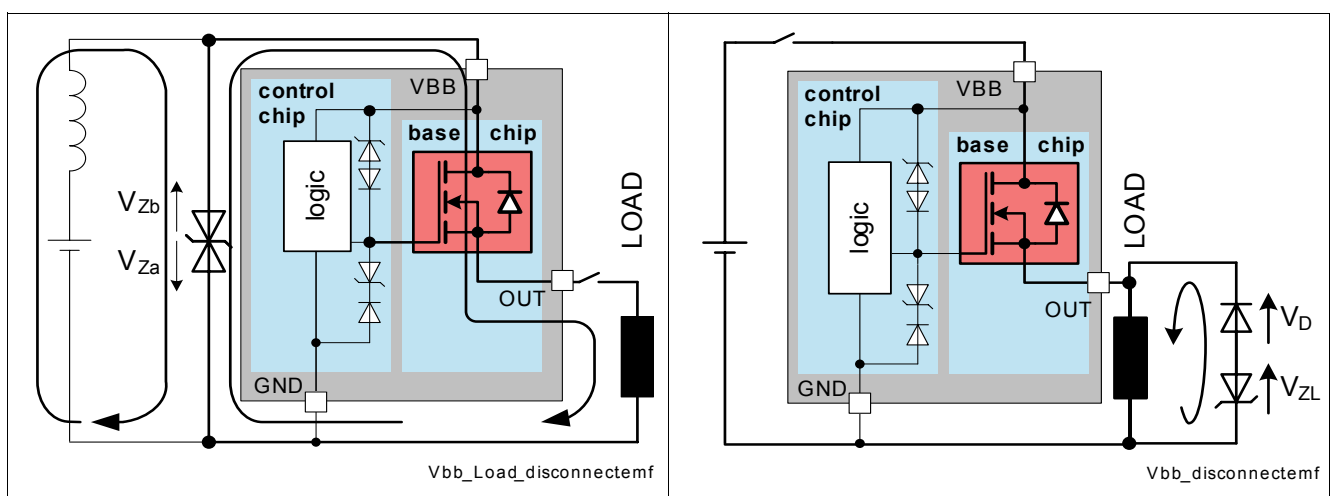 VBB
control
chip
base chip
logic
LOAD
VZb
VZa
OUT
GND
Vbb_Load_disconnectemf
VBB
control
chip
base chip
logic
LOAD
OUT
VD
VZL
GND
Vbb_disconnectemf